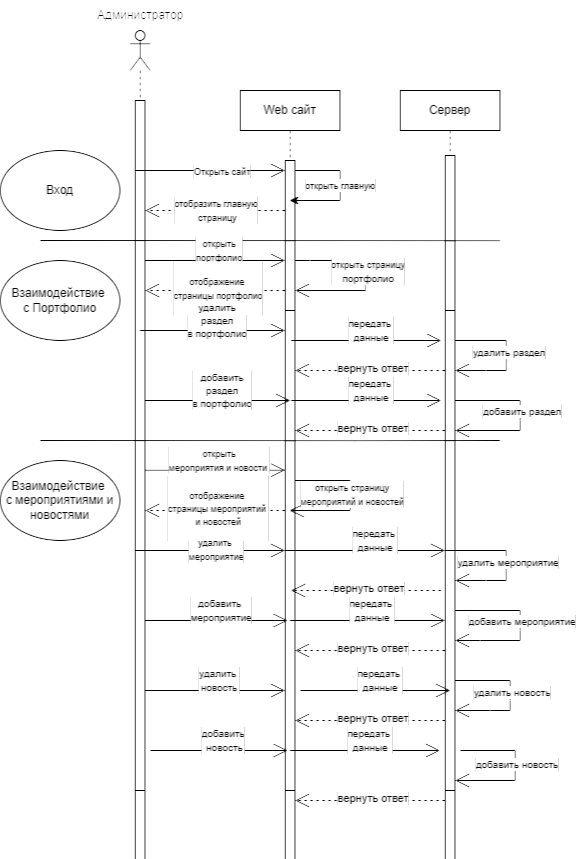 Администратор
Web сайт
Сервер
Открыть сайт
открыть главную
Вход
отобразить главную
страницу
открыть
портфолио
открыть страницу
портфолио
отображение
страницы портфолио
Взаимодействие
с Портфолио
удалить
раздел
в портфолио
передать
данные
удалить раздел
вернуть ответ
добавить
раздел
в портфолио
передать
данные
добавить раздел
вернуть ответ
открыть
мероприятия и новости
открыть страницу
мероприятий и новостей
Взаимодействие
с мероприятиями и
новостями
отображение
страницы мероприятий
и новостей
удалить
мероприятие
передать
данные
удалить мероприятие
вернуть ответ
добавить
мероприятие
передать
данные
добавить мероприятие
вернуть ответ
удалить
новость
передать
данные
удалить новость
вернуть ответ
добавить
новость
передать
данные
добавить новость
вернуть ответ